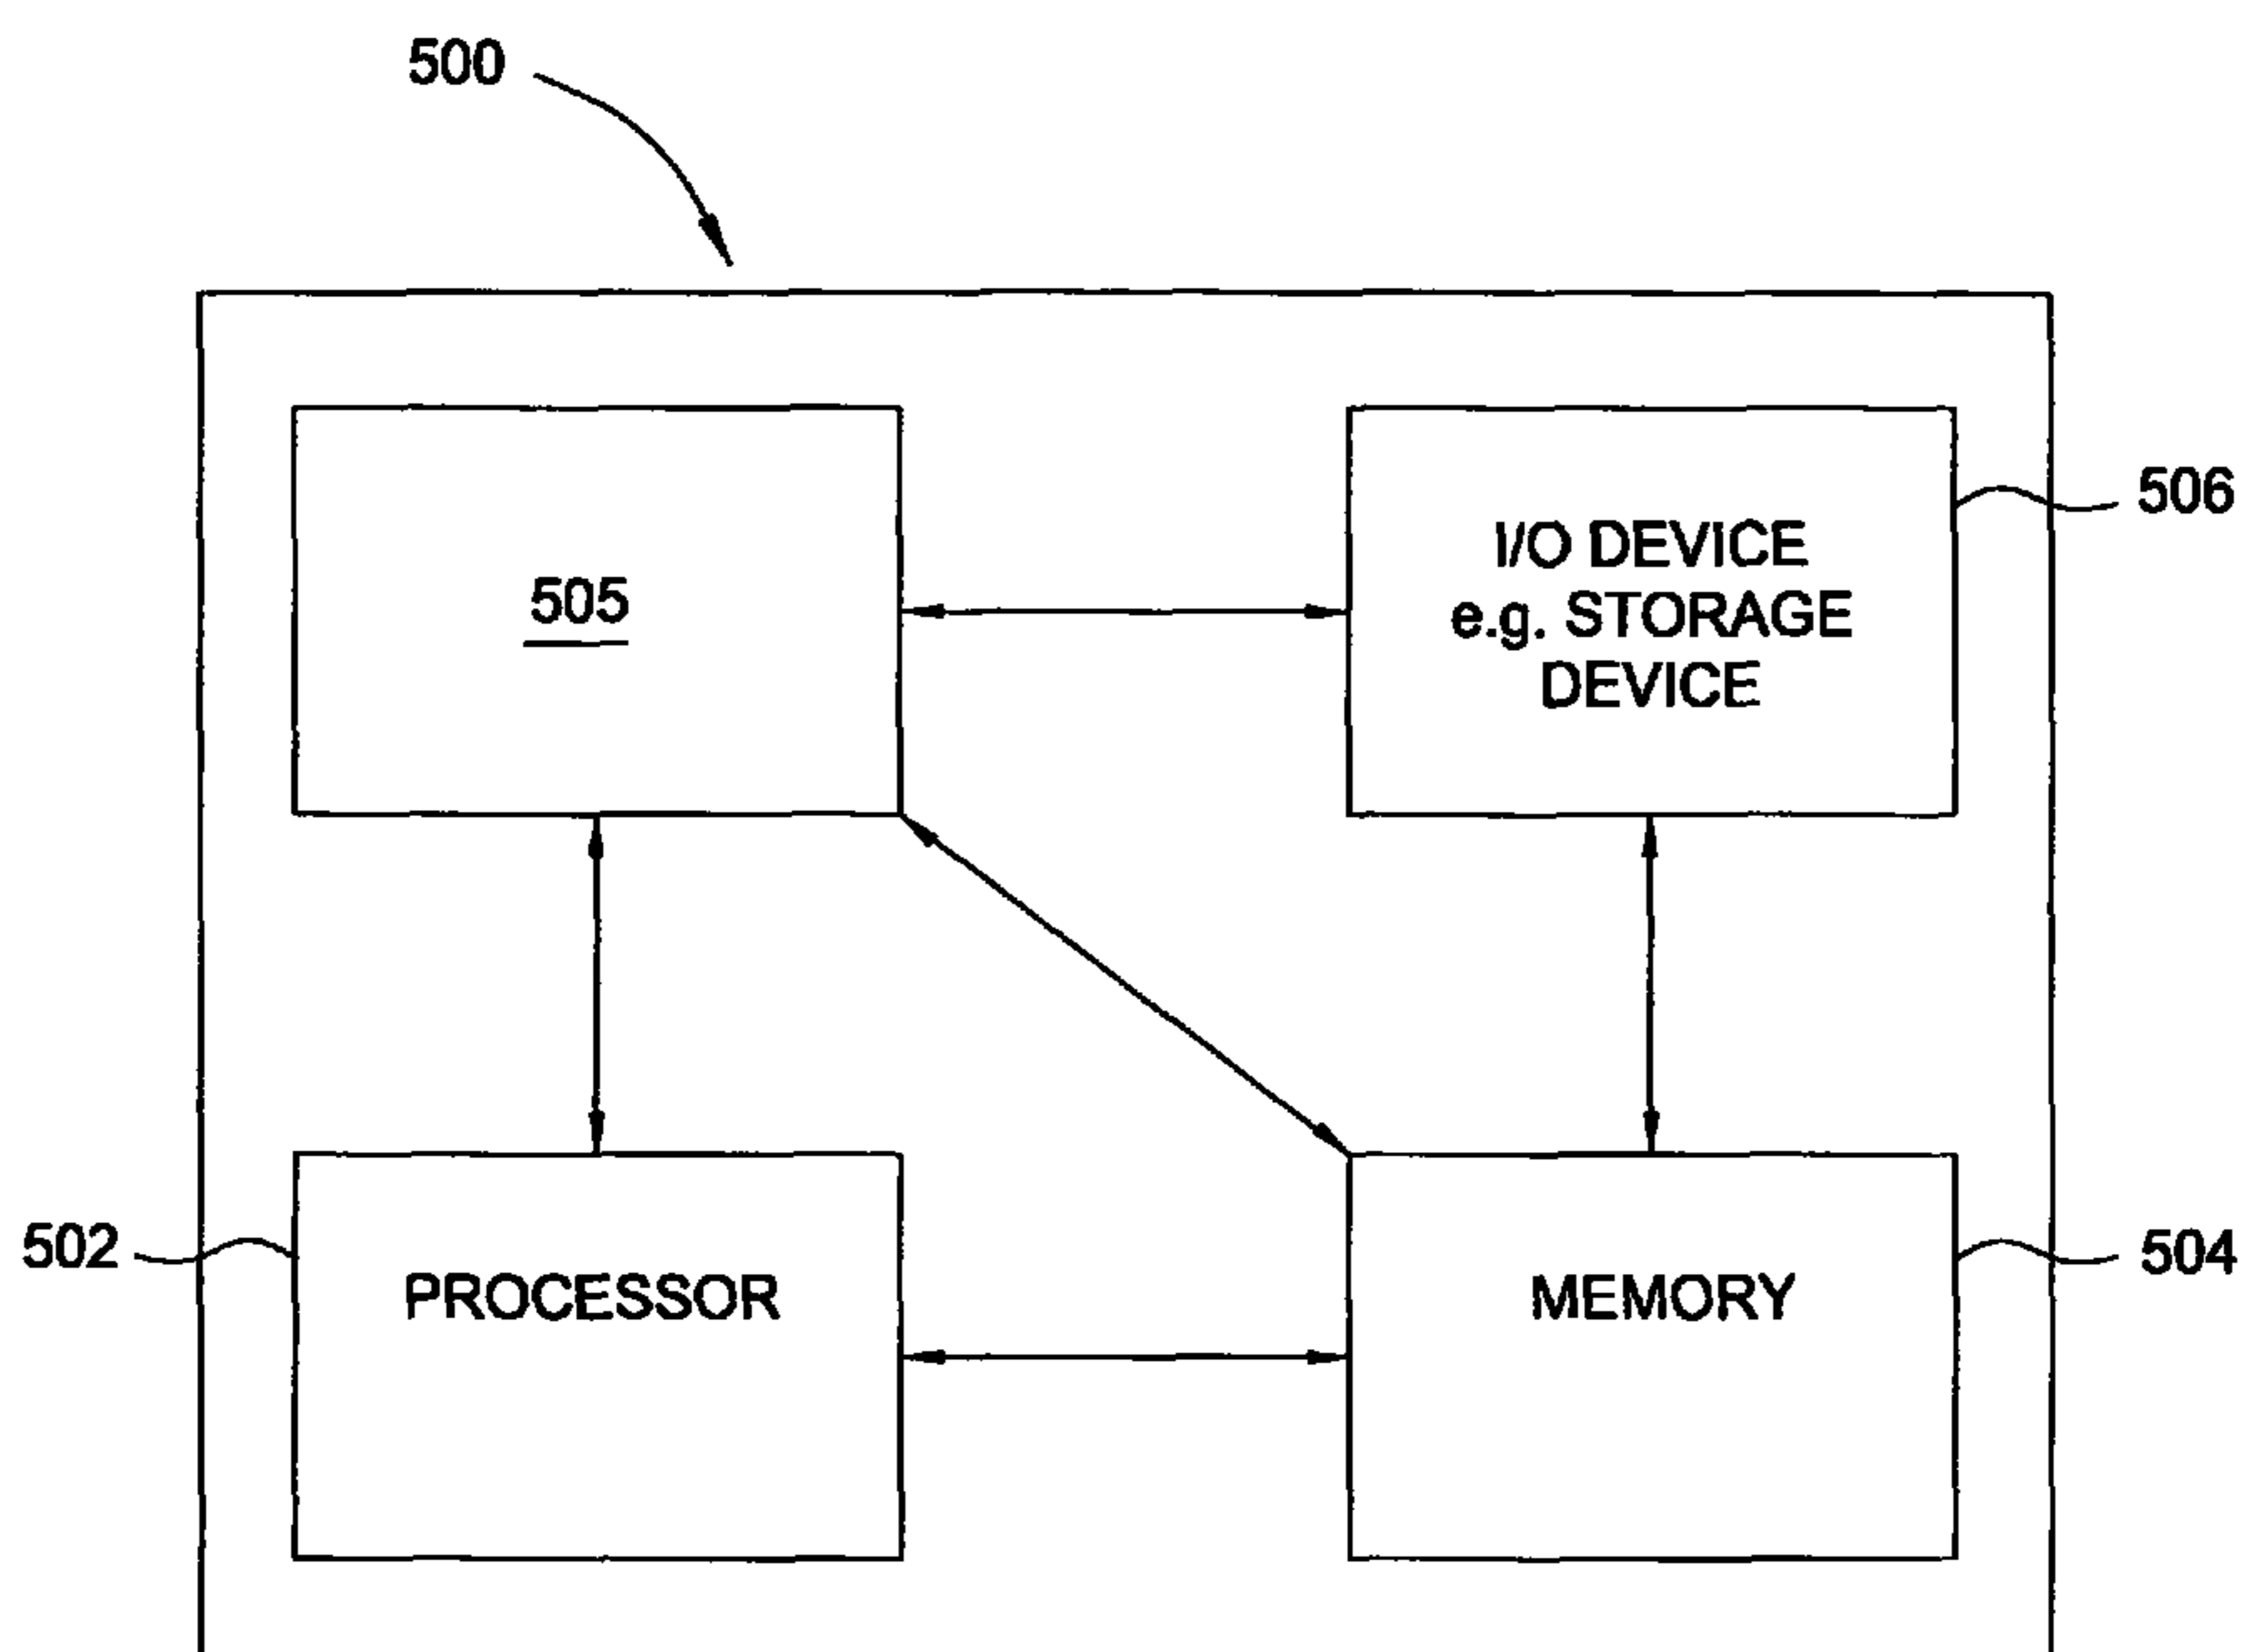 500
505
I/O DEVICE
e.g. STORAGE
DEVICE
506
502
PROCESSOR
MEMORY
504